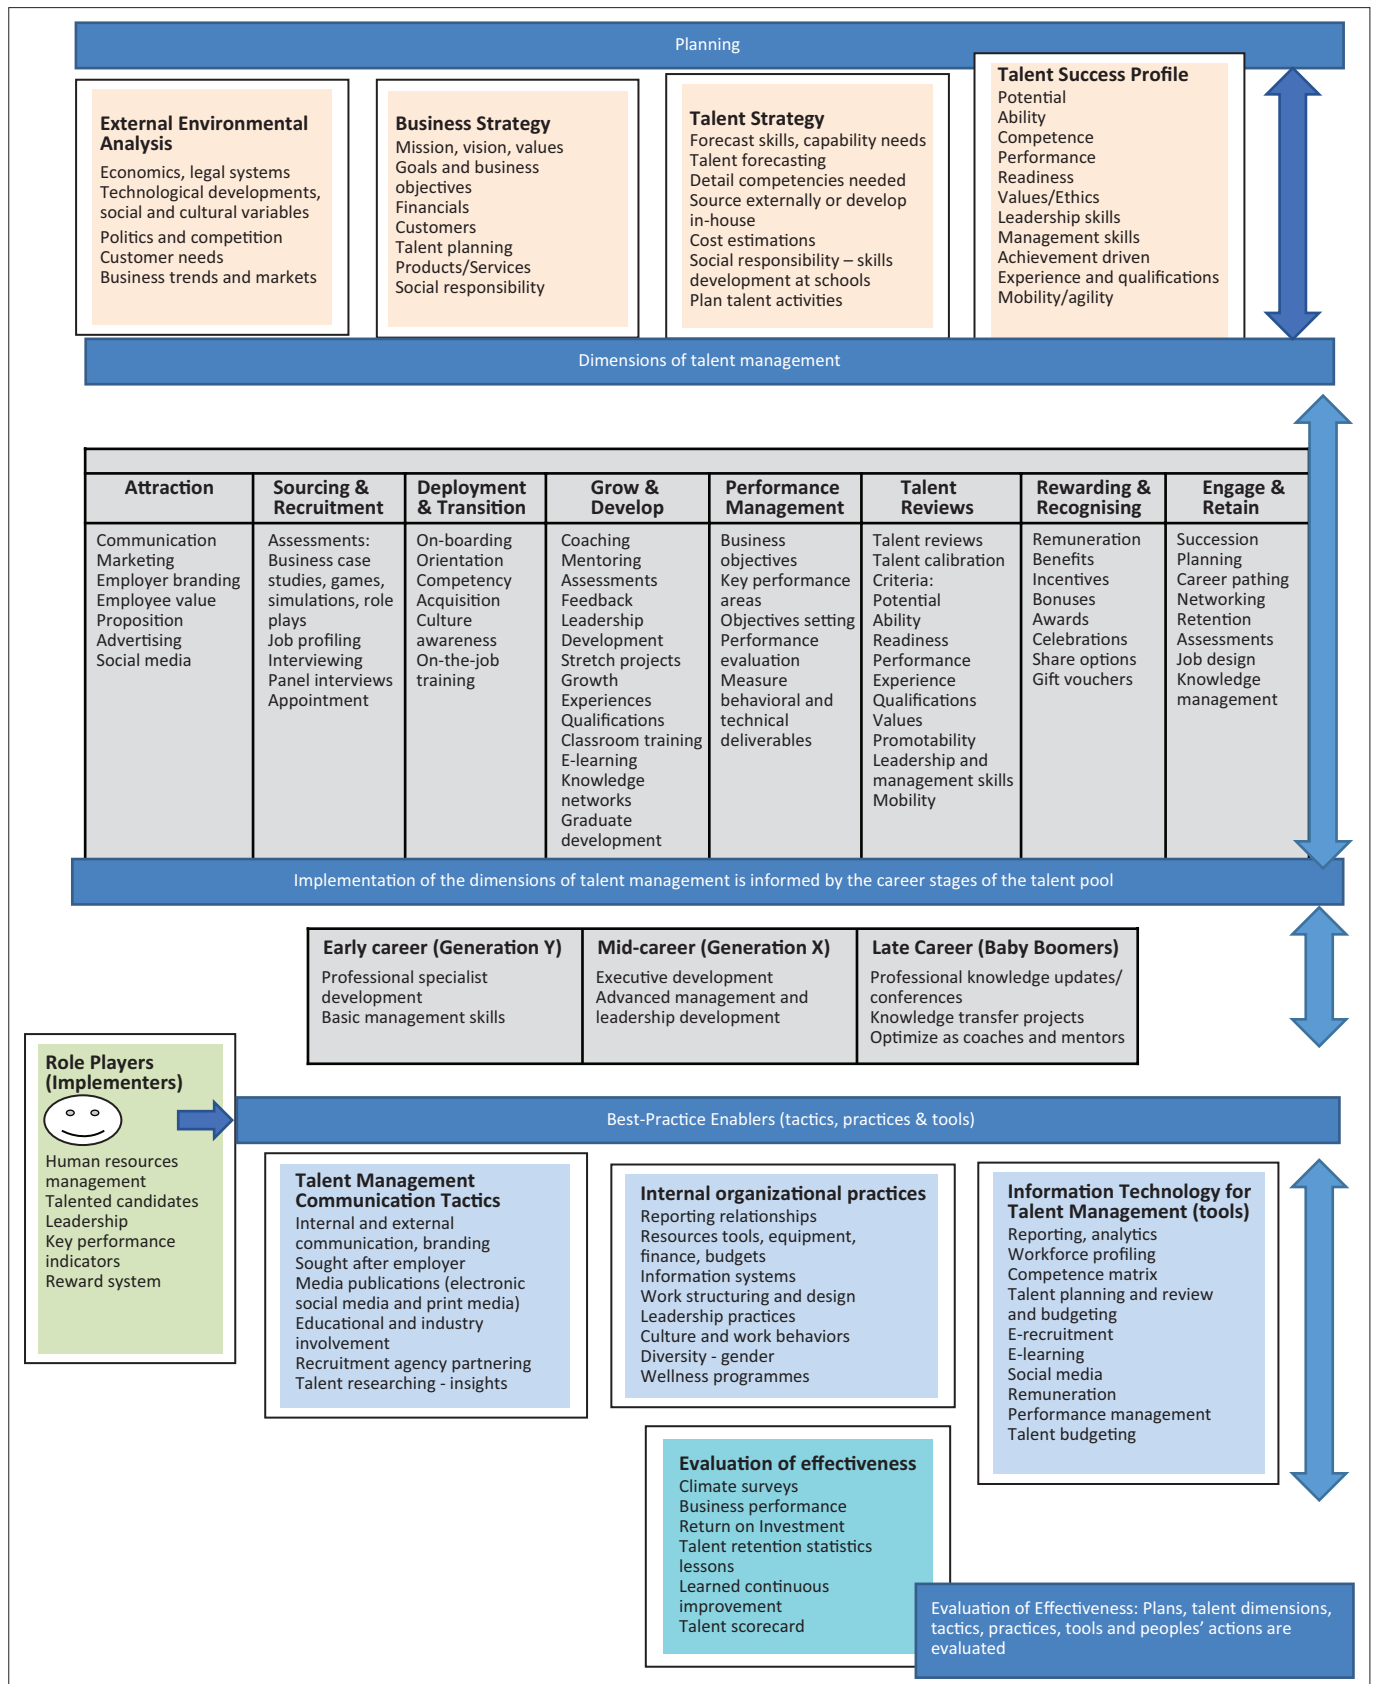 Planning
External Environmental
Analysis
Economics, legal systems
Technological developments,
social and cultural variables
Politics and competition
Customer needs
Business trends and markets
Business Strategy
Mission, vision, values
Goals and business
objectives
Financials
Customers
Talent planning
Products/Services
Social responsibility
Talent Strategy
Forecast skills, capability needs
Talent forecasting
Detail competencies needed
Source externally or develop
in-house
Cost estimations
Social responsibility – skills
development at schools
Plan talent activities
Talent Success Profile
Potential
Ability
Competence
Performance
Readiness
Values/Ethics
Leadership skills
Management skills
Achievement driven
Experience and qualifications
Mobility/agility
Dimensions of talent management
Attraction
Communication
Marketing
Employer branding
Employee value
Proposition
Advertising
Social media
Sourcing &
Recruitment
Assessments:
Business case
studies, games,
simulations, role
plays
Job profiling
Interviewing
Panel interviews
Appointment
Deployment
& Transition
On-boarding
Orientation
Competency
Acquisition
Culture
awareness
On-the-job
training
Grow &
Develop
Coaching
Mentoring
Assessments
Feedback
Leadership
Development
Stretch projects
Growth
Experiences
Qualifications
Classroom training
E-learning
Knowledge
networks
Graduate
development
Performance
Management
Business
objectives
Key performance
areas
Objectives setting
Performance
evaluation
Measure
behavioral and
technical
deliverables
Talent
Reviews
Talent reviews
Talent calibration
Criteria:
Potential
Ability
Readiness
Performance
Experience
Qualifications
Values
Promotability
Leadership and
management skills
Mobility
Rewarding &
Recognising
Remuneration
Benefits
Incentives
Bonuses
Awards
Celebrations
Share options
Gift vouchers
Engage &
Retain
Succession
Planning
Career pathing
Networking
Retention
Assessments
Job design
Knowledge
management
Implementation of the dimensions of talent management is informed by the career stages of the talent pool
Early career (Generation Y)
Professional specialist
development
Basic management skills
Mid-career (Generation X)
Executive development
Advanced management and
leadership development
Late Career (Baby Boomers)
Professional knowledge updates/
conferences
Knowledge transfer projects
Optimize as coaches and mentors
Role Players
(Implementers)
Human resources
management
Talented candidates
Leadership
Key performance
indicators
Reward system
Best-Practice Enablers (tactics, practices & tools)
Talent Management
Communication Tactics
Internal and external
communication, branding
Sought after employer
Media publications (electronic
social media and print media)
Educational and industry
involvement
Recruitment agency partnering
Talent researching - insights
Internal organizational practices
Reporting relationships
Resources tools, equipment,
finance, budgets
Information systems
Work structuring and design
Leadership practices
Culture and work behaviors
Diversity - gender
Wellness programmes
Information Technology for
Talent Management (tools)
Reporting, analytics
Workforce profiling
Competence matrix
Talent planning and review
and budgeting
E-recruitment
E-learning
Social media
Remuneration
Performance management
Talent budgeting
Evaluation of effectiveness
Climate surveys
Business performance
Return on Investment
Talent retention statistics
lessons
Learned continuous
improvement
Talent scorecard
Evaluation of Effectiveness: Plans, talent dimensions,
tactics, practices, tools and peoples’ actions are
evaluated